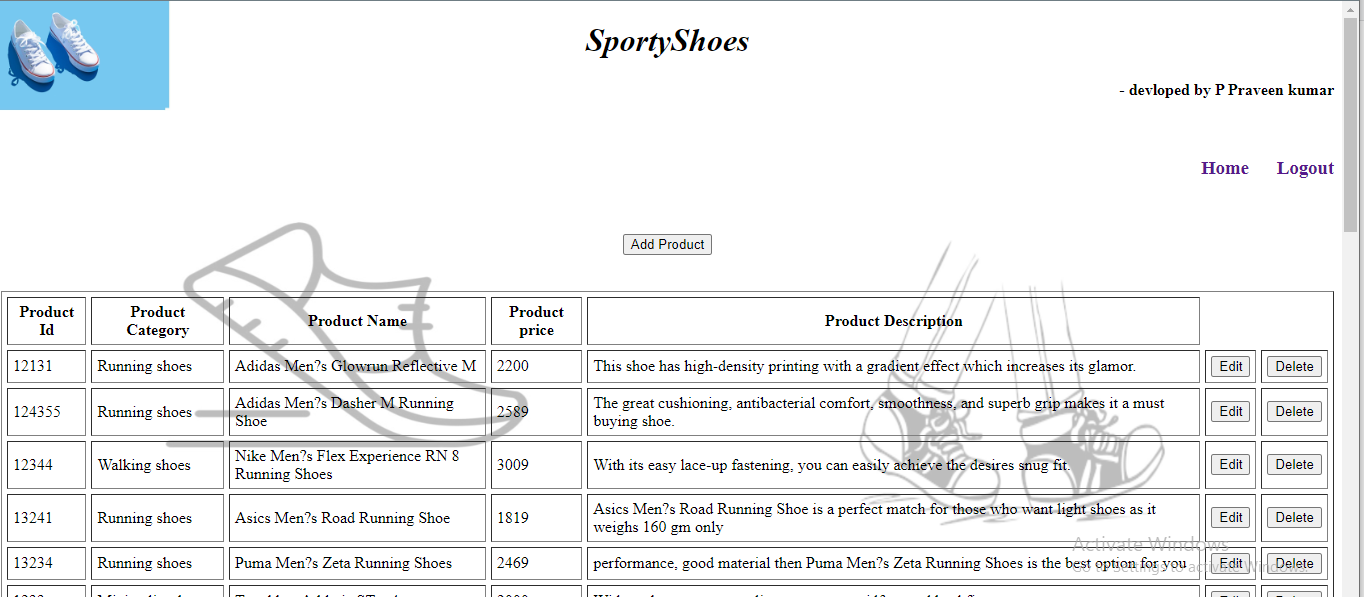 SportyShoes
- devloped by P Praveen kumar
Home Logout
Add Product
Product Id Product Category Product Name Product price Product Description
12131 Running shoes Adidas Men?s Glowrun Reflective M 2200 This shoe has high-density printing with a gradient effect which increases its glamor. Edit Delete
124355 Running shoes Adidas Men?s Dasher M Running Shoe 2589 The great cushioning, antibacterial comfort, smoothness, and superb grip makes it a must buying shoe. Edit Delete
12344 Walking shoes Nike Men?s Flex Experience RN 8 Running Shoes 3009 With its easy lace-up fastening, you can easily achieve the desires snug fit. Edit Delete
13241 Running shoes Asics Men?s Road Running Shoe 1819 Asics Men?s Road Running Shoe is a perfect match for those who want light shoes as it weighs 160 gm only Edit Delete
13234 Running shoes Puma Men?s Zeta Running Shoes 2469 performance, good material then Puma Men?s Zeta Running Shoes is the best option for you Edit Delete
Activate Windows
Go to Settings to activate Windows.